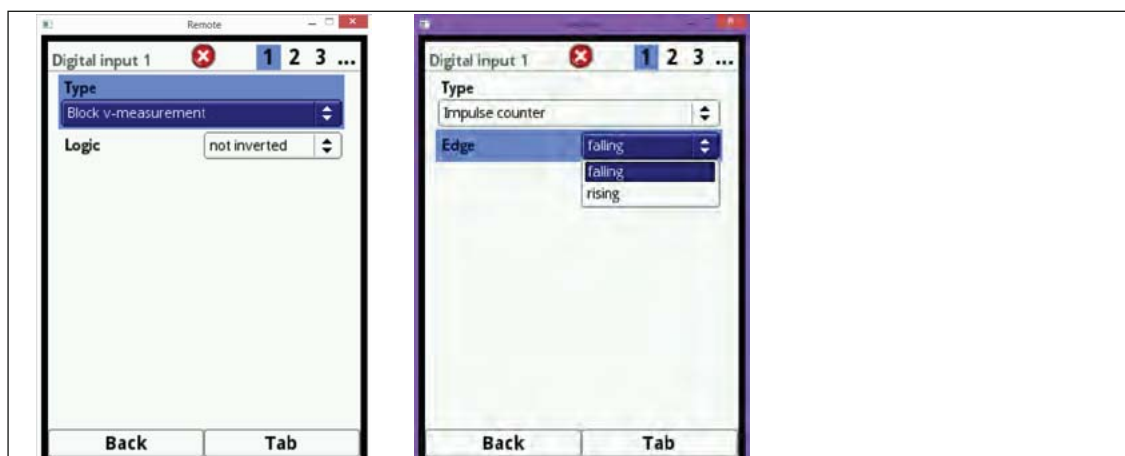 Remote
Digital input 1 1 2 3 ...
Type
Block v-measurement
Logic not inverted
Back Tab
Digital input 1 1 2 3 ...
Type
Impulse counter
Edge falling
falling
rising
Back Tab